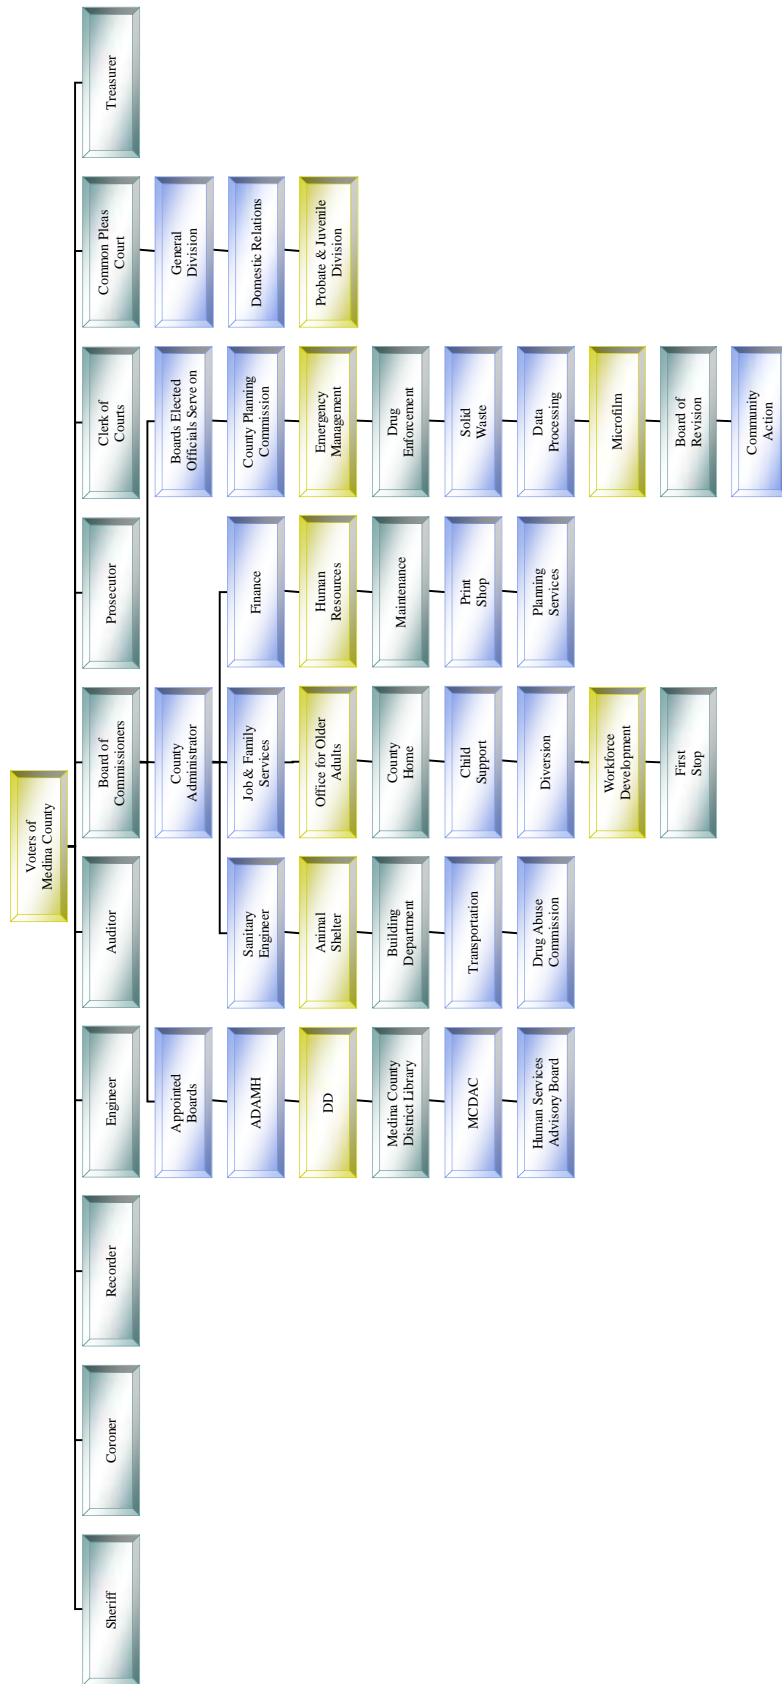 Voters of
Medina County
Sheriff
Coroner
Recorder
Engineer
Auditor
Board of
Commissioners
Prosecutor
Clerk of
Courts
Common Pleas
Court
Treasurer
Appointed
Boards
County
Administrator
Boards Elected
Officials Serve on
General
Division
ADAMH
Sanitary
Engineer
Job & Family
Services
Finance
County Planning
Commission
Domestic Relations
DD
Animal
Shelter
Office for Older
Adults
Human
Resources
Emergency
Management
Probate & Juvenile
Division
Medina County
District Library
Building
Department
County
Home
Maintenance
Drug
Enforcement
MCDAC
Transportation
Child
Support
Print
Shop
Solid
Waste
Human Services
Advisory Board
Drug Abuse
Commission
Diversion
Planning
Services
Data
Processing
Workforce
Development
Microfilm
First
Stop
Board of
Revision
Community
Action